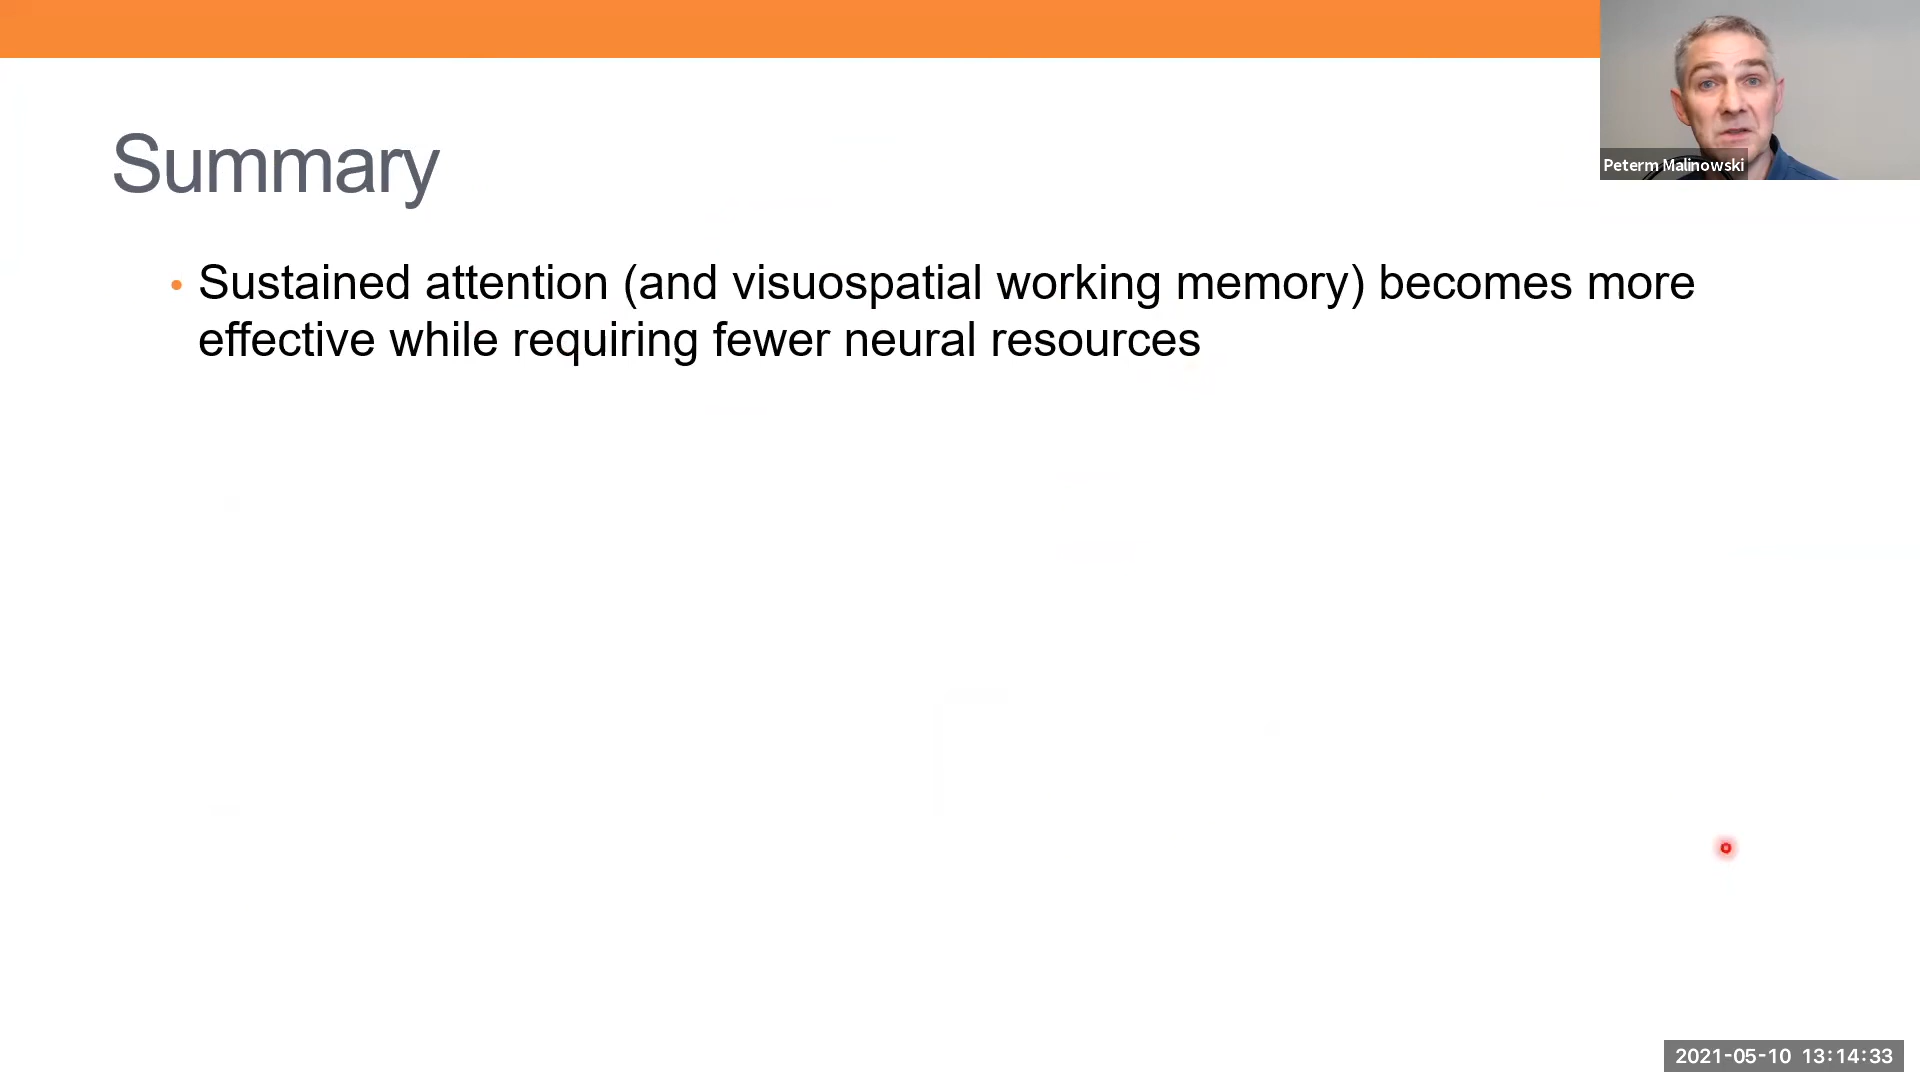 Peterm Malinowski
Summary
• Sustained attention (and visuospatial working memory) becomes more
effective while requiring fewer neural resources
2021-05-10 13:14:33